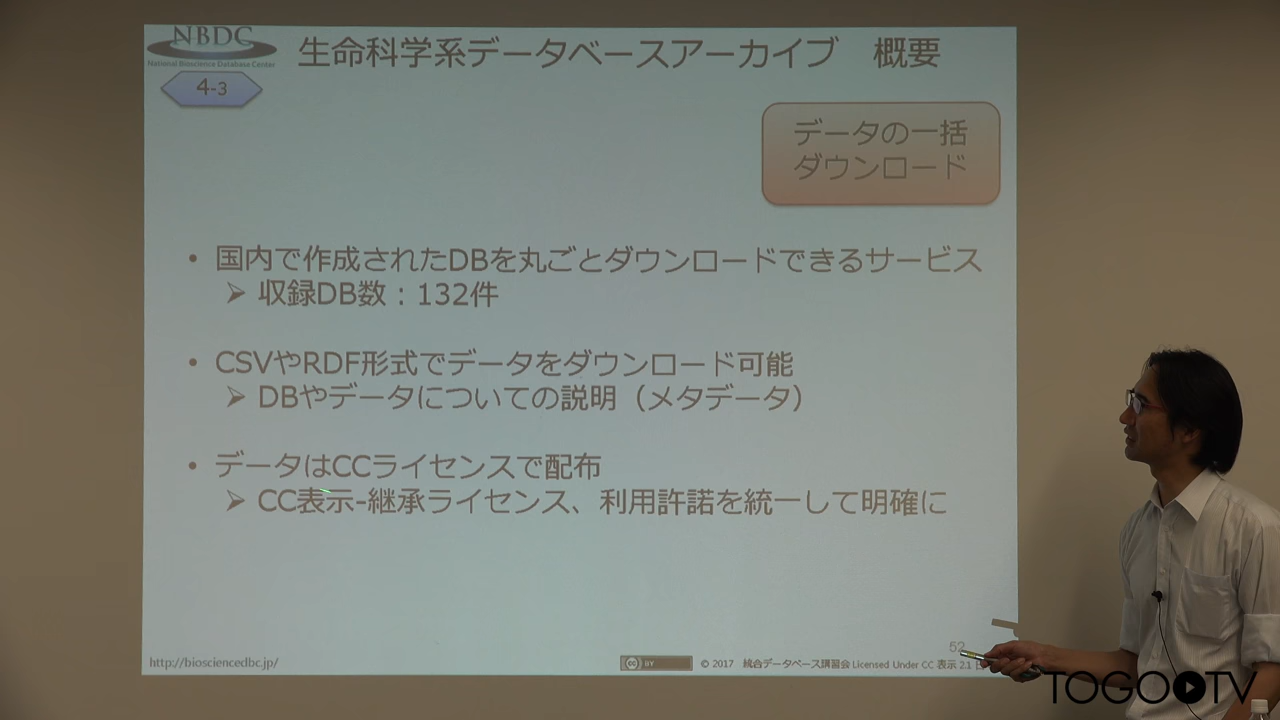 NBDC
National Bioscience Database Center
生命科学系データベースアーカイブ　概要
4-3
データの一括
ダウンロード
• 国内で作成されたDBを丸ごとダウンロードできるサービス
➢ 収録DB数：132件
• CSVやRDF形式でデータをダウンロード可能
➢ DBやデータについての説明（メタデータ）
• データはCCライセンスで配布
➢ CC表示-継承ライセンス、利用許諾を統一して明確に
52
http://biosciencedbc.jp/
cc BY
© 2017 統合データベース講習会 Licensed Under CC 表示 2.1
TOGOTV